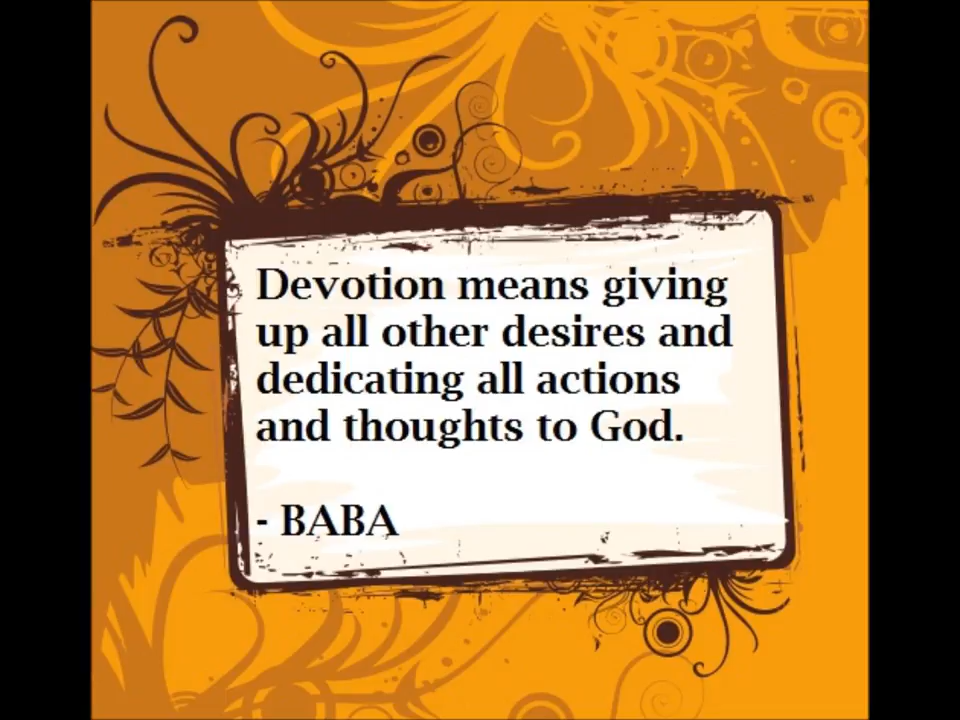 Devotion means giving
up all other desires and
dedicating all actions
and thoughts to God.
- BABA